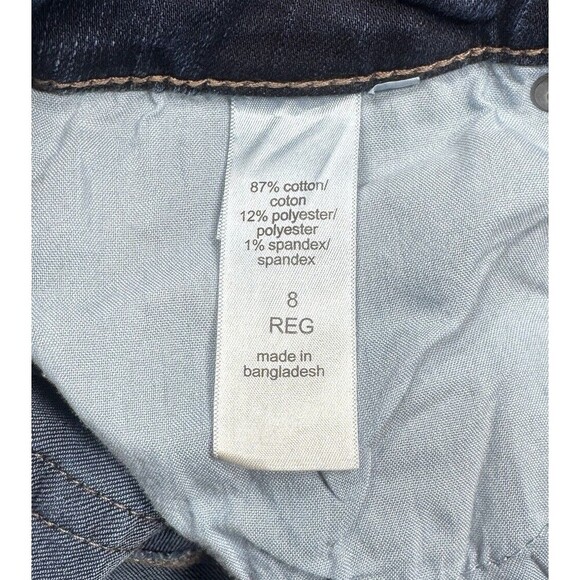 87% cotton/
coton
12% polyester/
polyester
1% spandex/
spandex
8
REG
made in
bangladesh